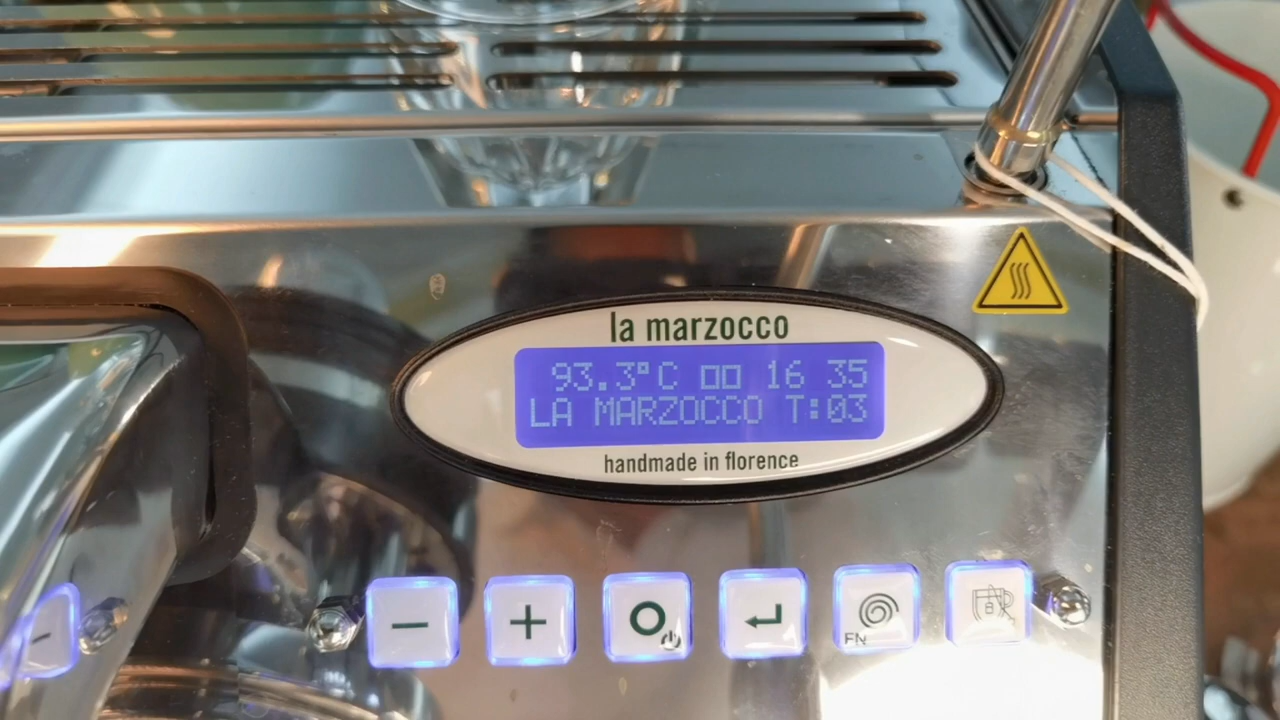 la marzocco
93.3°C □□ 16 35
LA MARZOCCO T:03
handmade in florence
− + O
FN